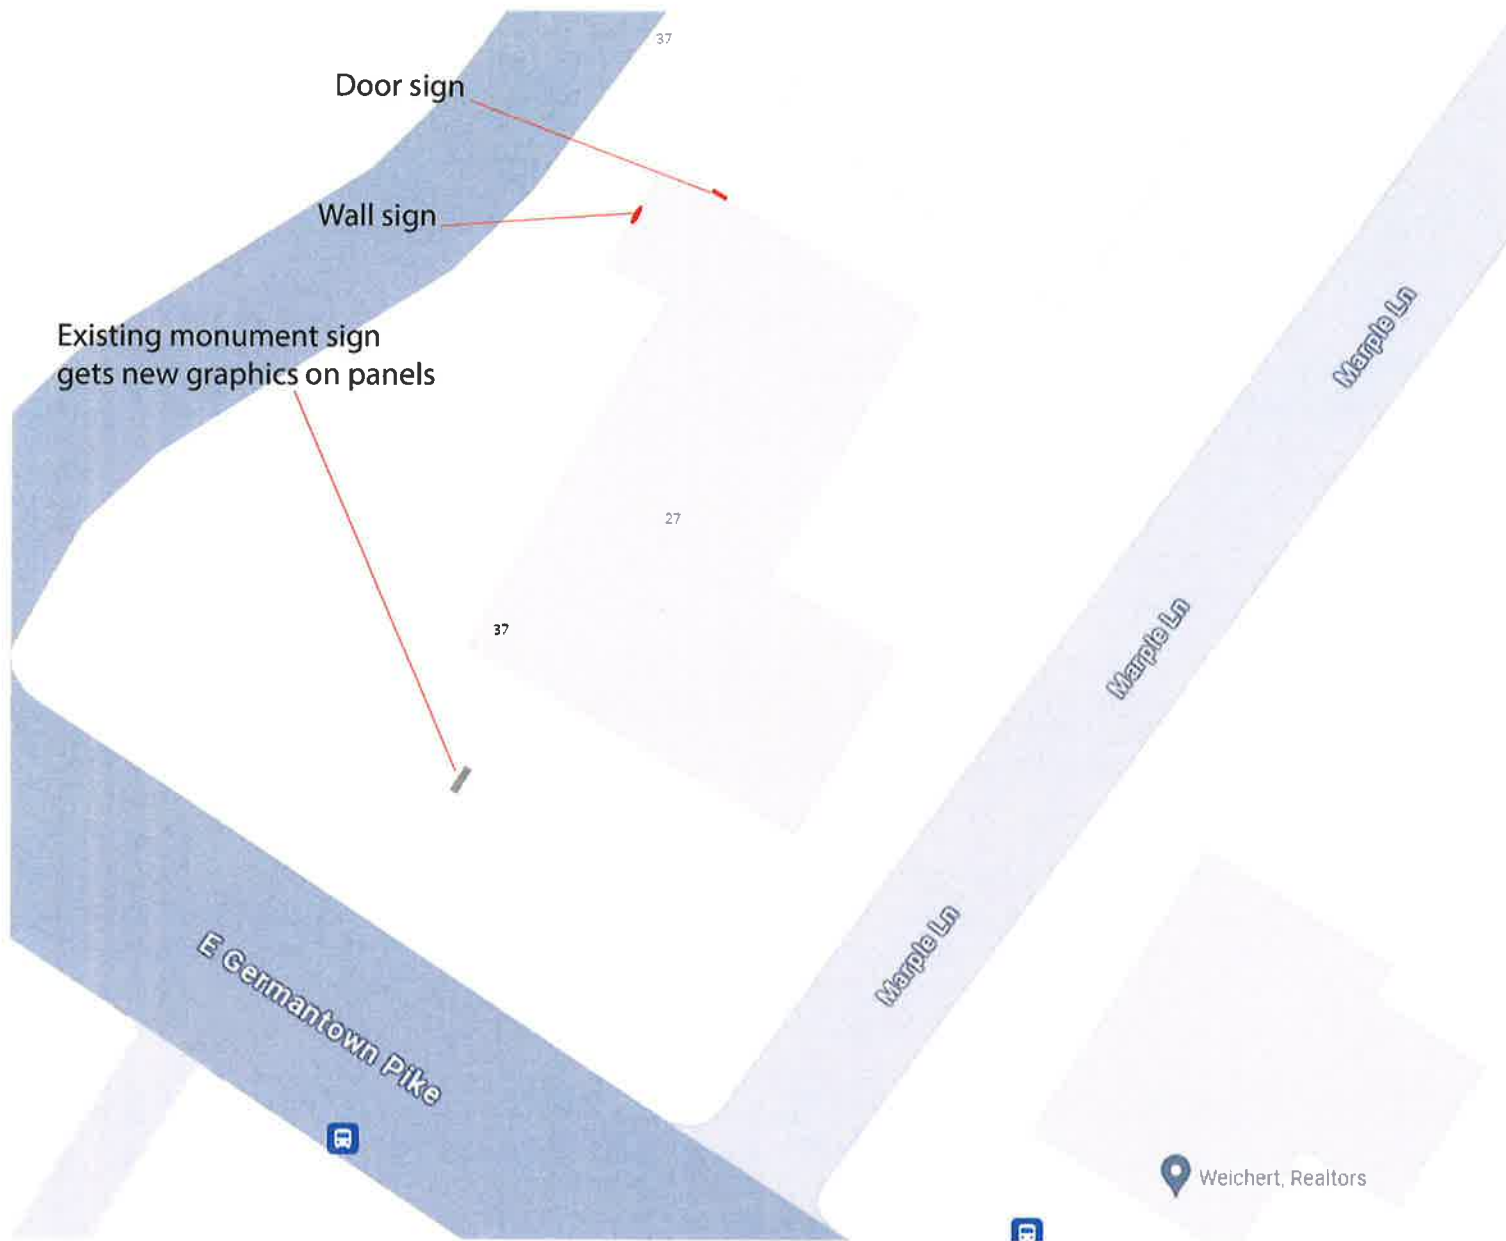 37
Door sign
Wall sign
Existing monument sign
gets new graphics on panels
Marple Ln
27
Marple Ln
37
Marple Ln
E Germantown Pike
Weichert, Realtors